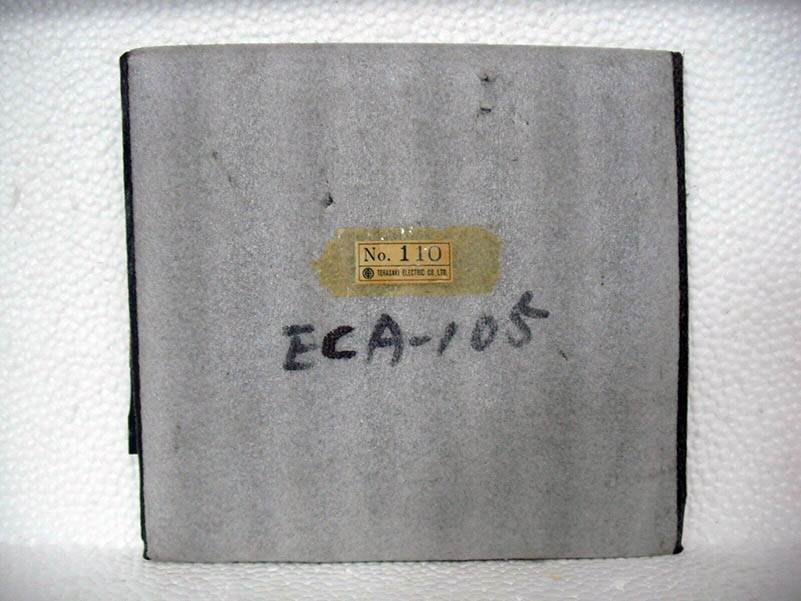 No. 110
TERASAKI ELECTRIC CO., LTD.
ECA-105